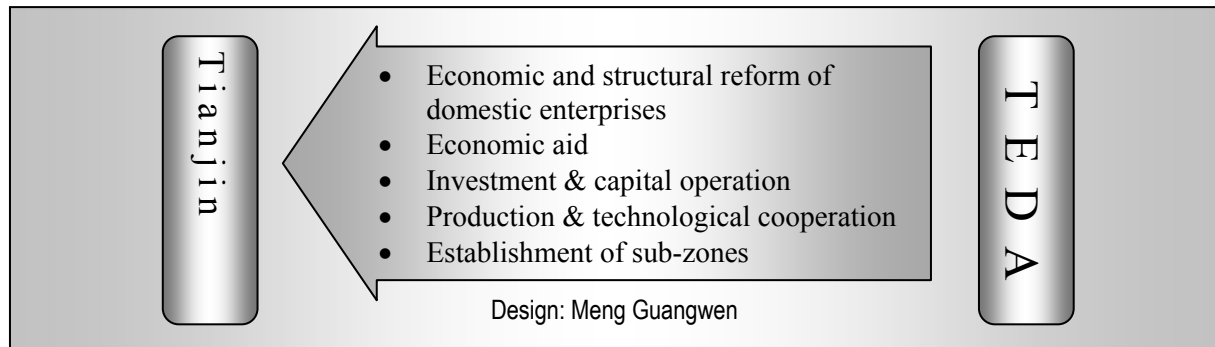 Tianjin
• Economic and structural reform of
domestic enterprises
• Economic aid
• Investment & capital operation
• Production & technological cooperation
• Establishment of sub-zones
TEDA
Design: Meng Guangwen